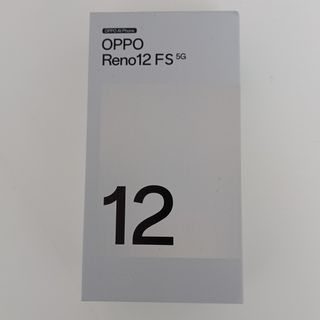 OPPO AI Phone
OPPO
Reno12 FS 5G
12